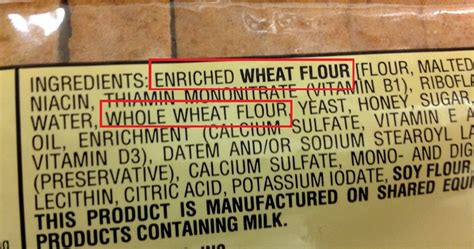 INGREDIENTS: ENRICHED WHEAT FLOUR (FLOUR, MALTED
NIACIN, THIAMIN MONONITRATE (VITAMIN B1), RIBOFL
WATER, WHOLE WHEAT FLOUR, YEAST, HONEY, SUGAR,
OIL, ENRICHMENT (CALCIUM SULFATE, VITAMIN E A
VITAMIN D3), DATEM AND/OR SODIUM STEAROYL LA
(PRESERVATIVE), CALCIUM SULFATE, MONO- AND DIG
LECITHIN, CITRIC ACID, POTASSIUM IODATE, SOY FLOUR,
THIS PRODUCT IS MANUFACTURED ON SHARED EQUI
PRODUCTS CONTAINING MILK.